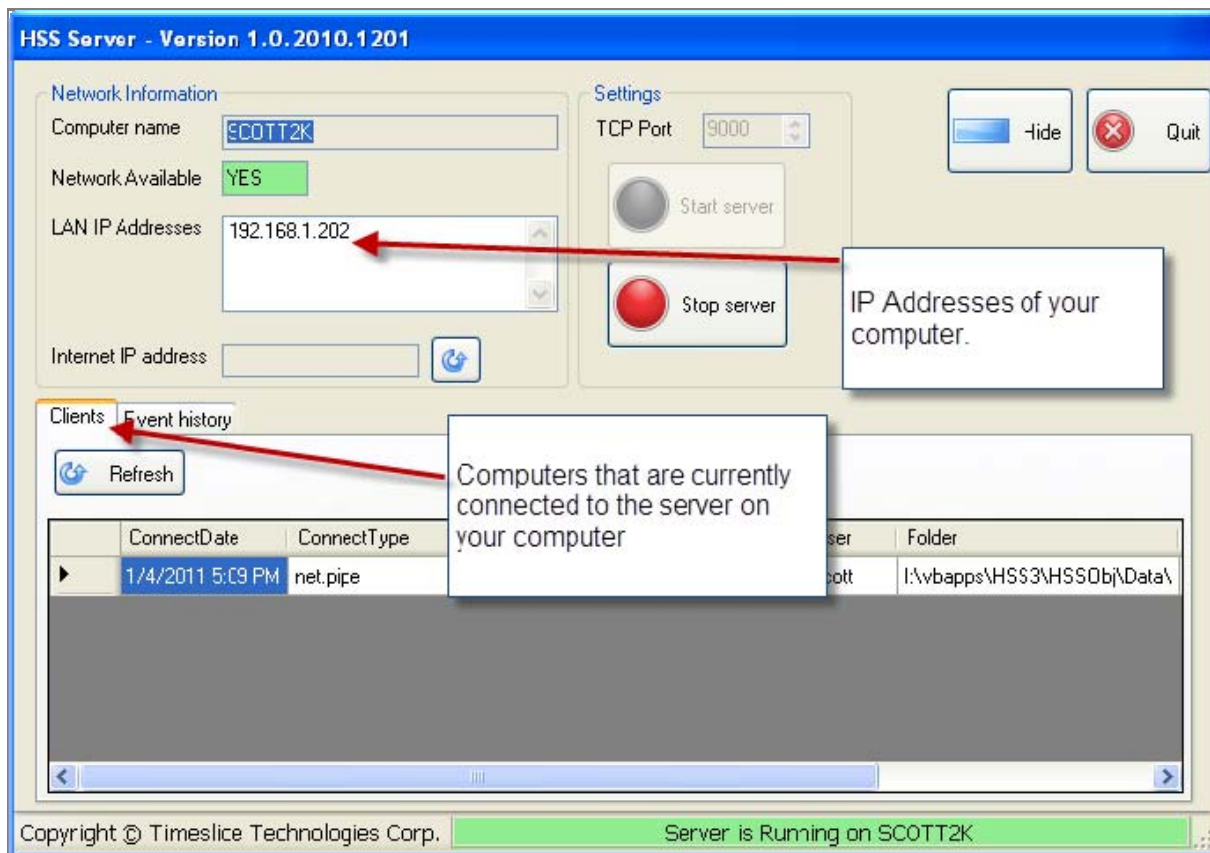 HSS Server - Version 1.0.2010.1201
Network Information
Computer name SCOTT2K
Network Available YES
LAN IP Addresses 192.168.1.202
Internet IP address
Settings
TCP Port 9000
Start server
Stop server
Hide
Quit
IP Addresses of your
computer.
Clients Event history
Refresh
Computers that are currently
connected to the server on
your computer
ConnectDate ConnectType ser Folder
1/4/2011 5:09 PM net.pipe cott I:\vbapps\HSS3\HSSObj\Data\
Copyright © Timeslice Technologies Corp. Server is Running on SCOTT2K